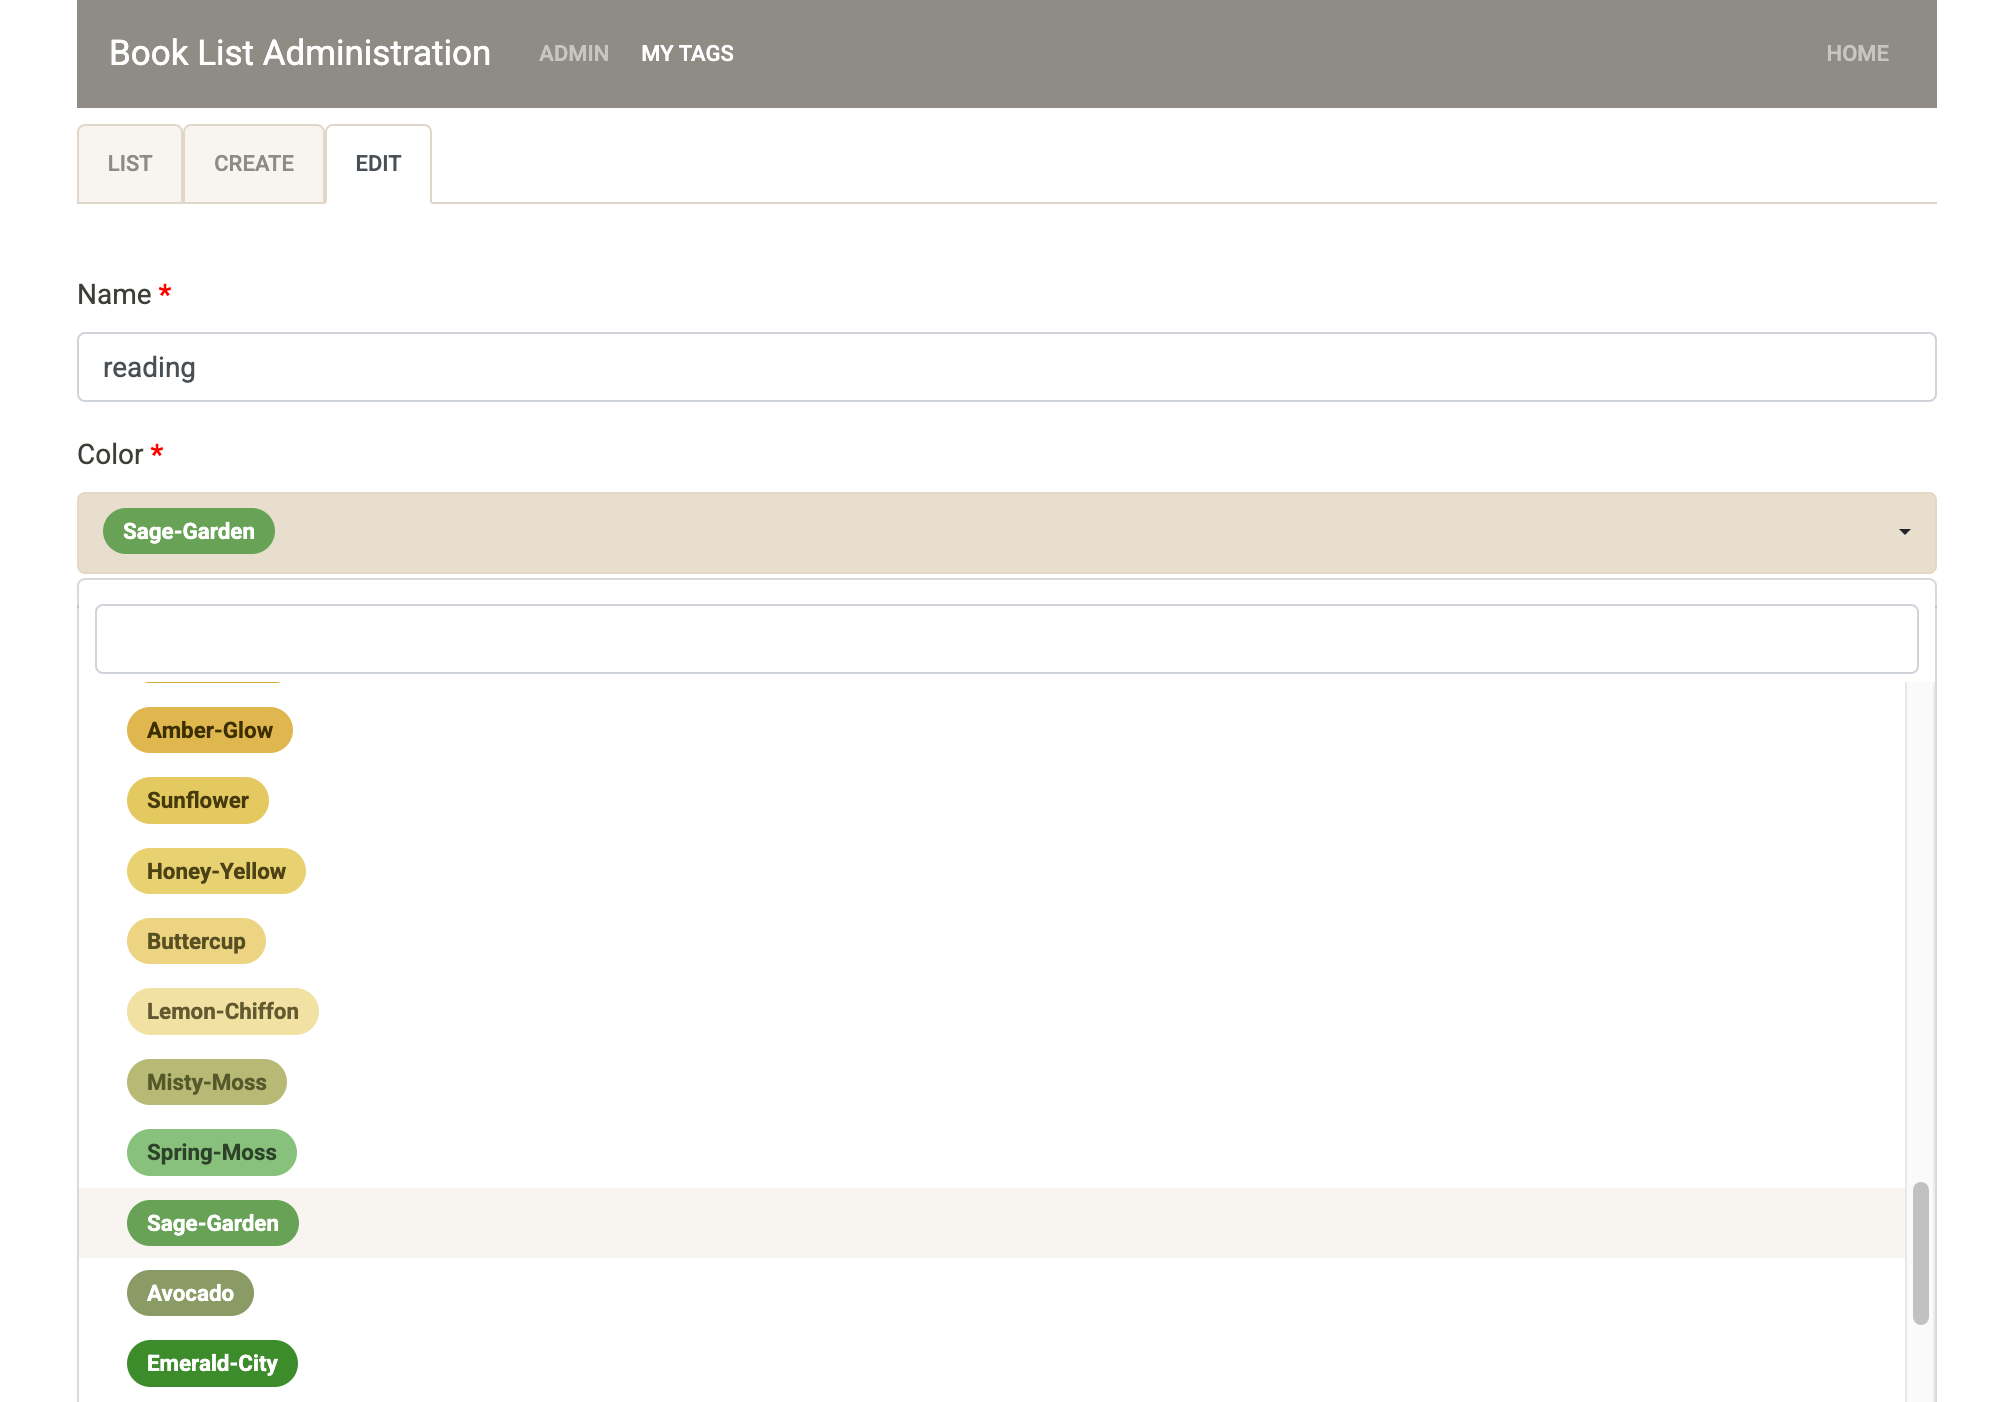 Book List Administration ADMIN MY TAGS HOME
LIST CREATE EDIT
Name *
reading
Color *
Sage-Garden
Amber-Glow
Sunflower
Honey-Yellow
Buttercup
Lemon-Chiffon
Misty-Moss
Spring-Moss
Sage-Garden
Avocado
Emerald-City